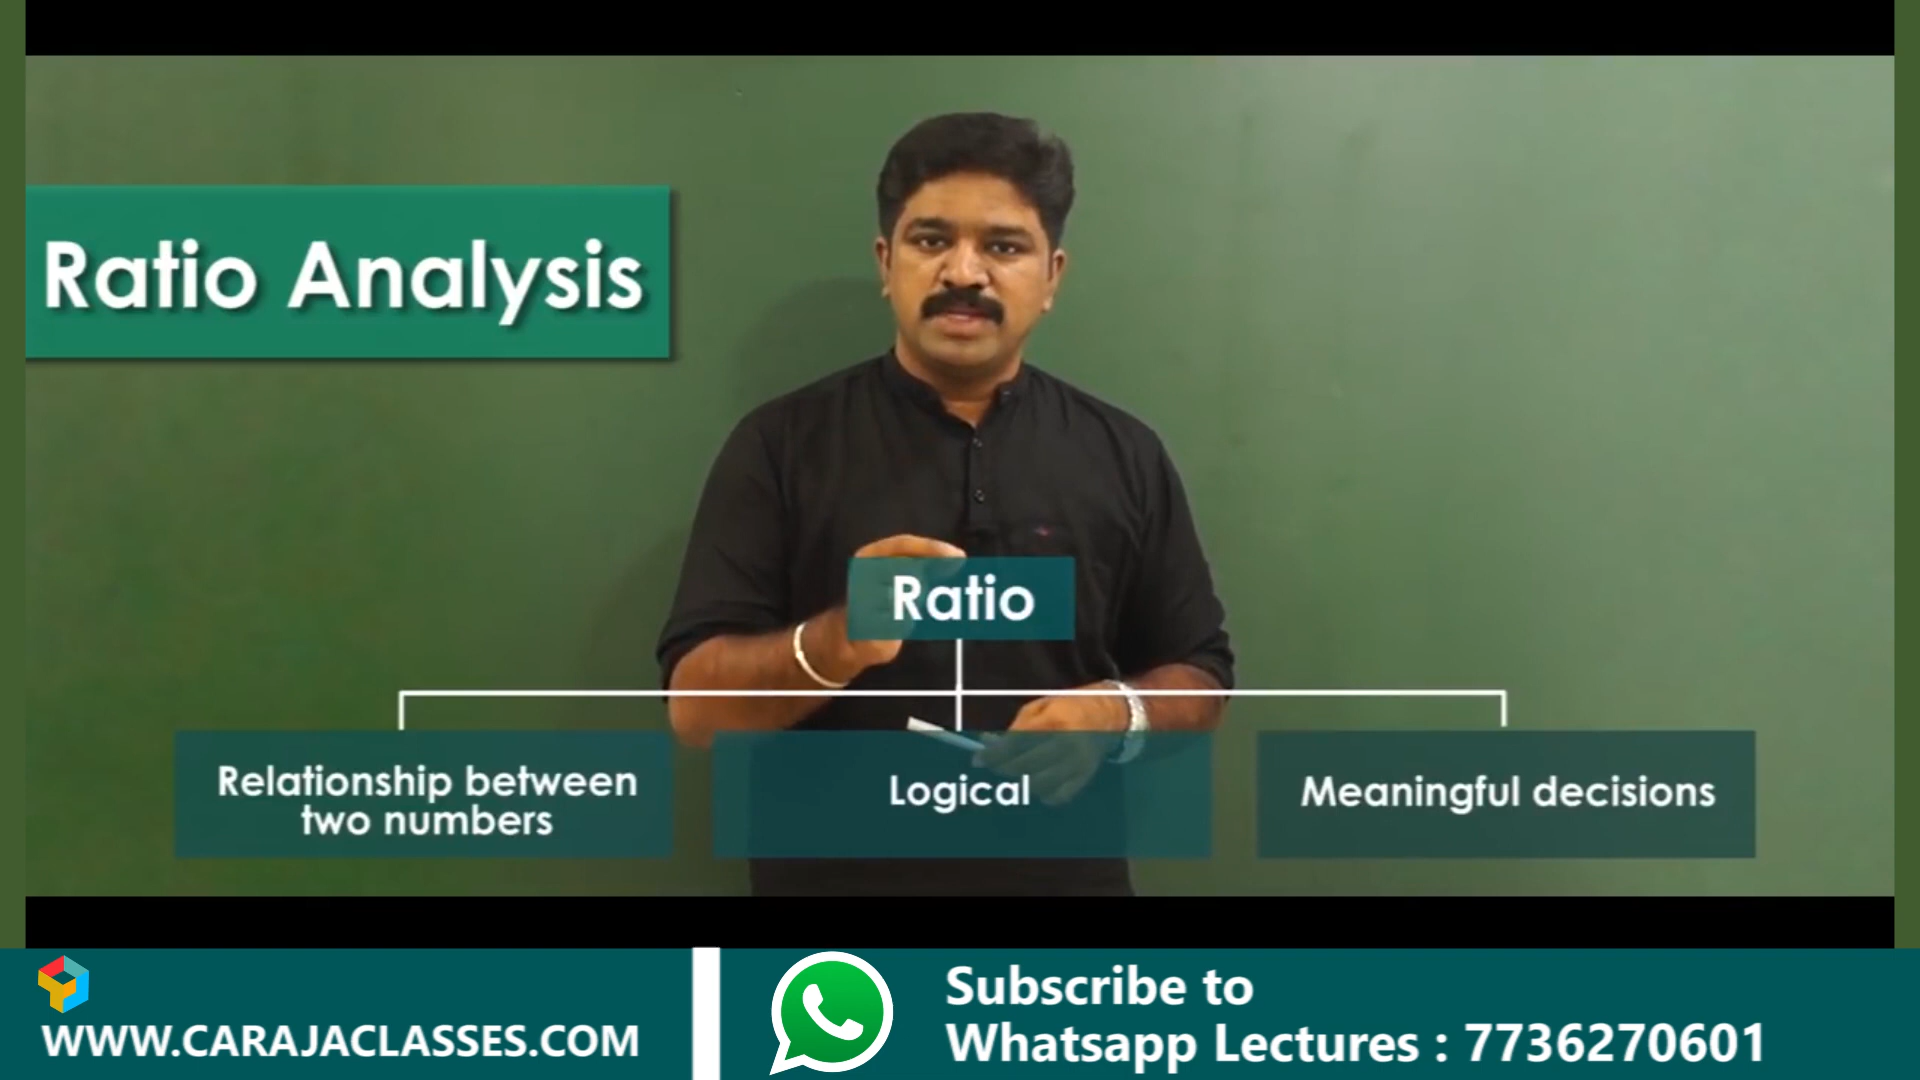 Ratio Analysis
Ratio
Relationship between
two numbers
Logical
Meaningful decisions
WWW.CARAJACLASSES.COM
Subscribe to
Whatsapp Lectures : 7736270601